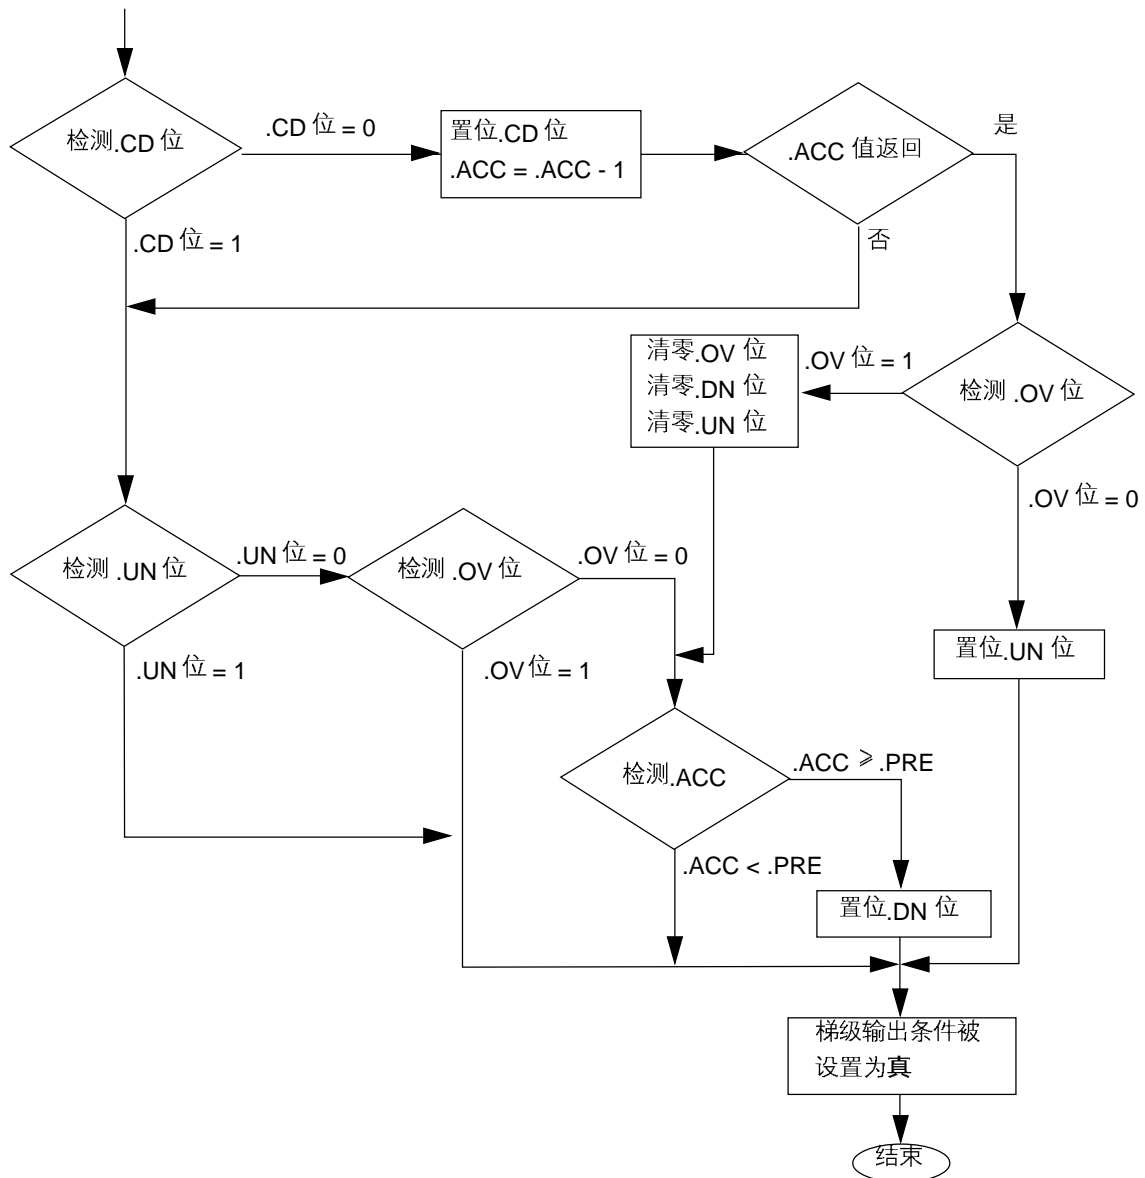 检测.CD 位
.CD 位 = 0
置位.CD 位
.ACC = .ACC - 1
.ACC 值返回
是
.CD 位 = 1
否
清零.OV 位
清零.DN 位
清零.UN 位
.OV 位 = 1
检测 .OV 位
.OV 位 = 0
检测 .UN 位
.UN 位 = 0
检测 .OV 位
.OV 位 = 0
.UN 位 = 1
.OV 位 = 1
置位.UN 位
检测.ACC
.ACC ⩾ .PRE
.ACC < .PRE
置位.DN 位
梯级输出条件被
设置为真
结束